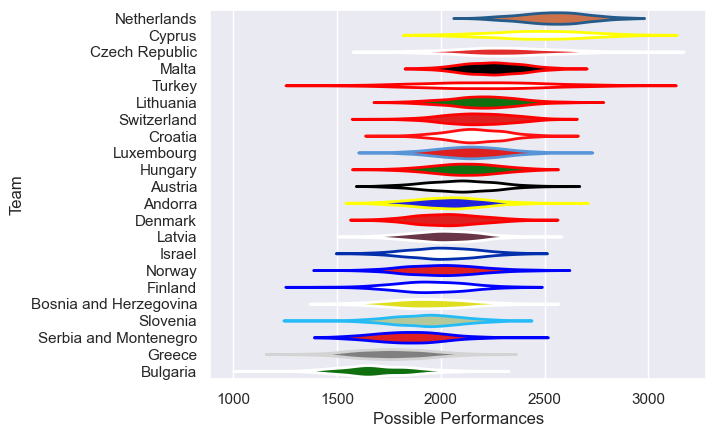 Netherlands
Cyprus
Czech Republic
Malta
Turkey
Lithuania
Switzerland
Croatia
Luxembourg
Hungary
Austria
Andorra
Denmark
Latvia
Israel
Norway
Finland
Bosnia and Herzegovina
Slovenia
Serbia and Montenegro
Greece
Bulgaria
Team
1000 1500 2000 2500 3000
Possible Performances